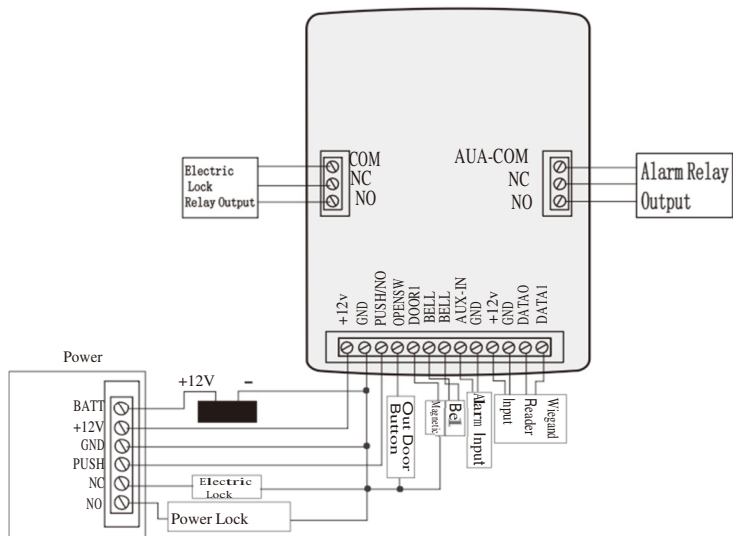 COM
NC
NO
AUA-COM
NC
NO
Electric
Lock
Relay Output
Alarm Relay
Output
+12v
GND
PUSH/NO
OPENSW
DOOR1
BELL
BELL
AUX-IN
GND
+12v
GND
DATA0
DATA1
Power
+12V
-
BATT
+12V
GND
PUSH
NC
NO
Electric
Lock
Power Lock
Out Door
Button
Magnetic
Bell
Alarm Input
Input
Reader
Wiegand